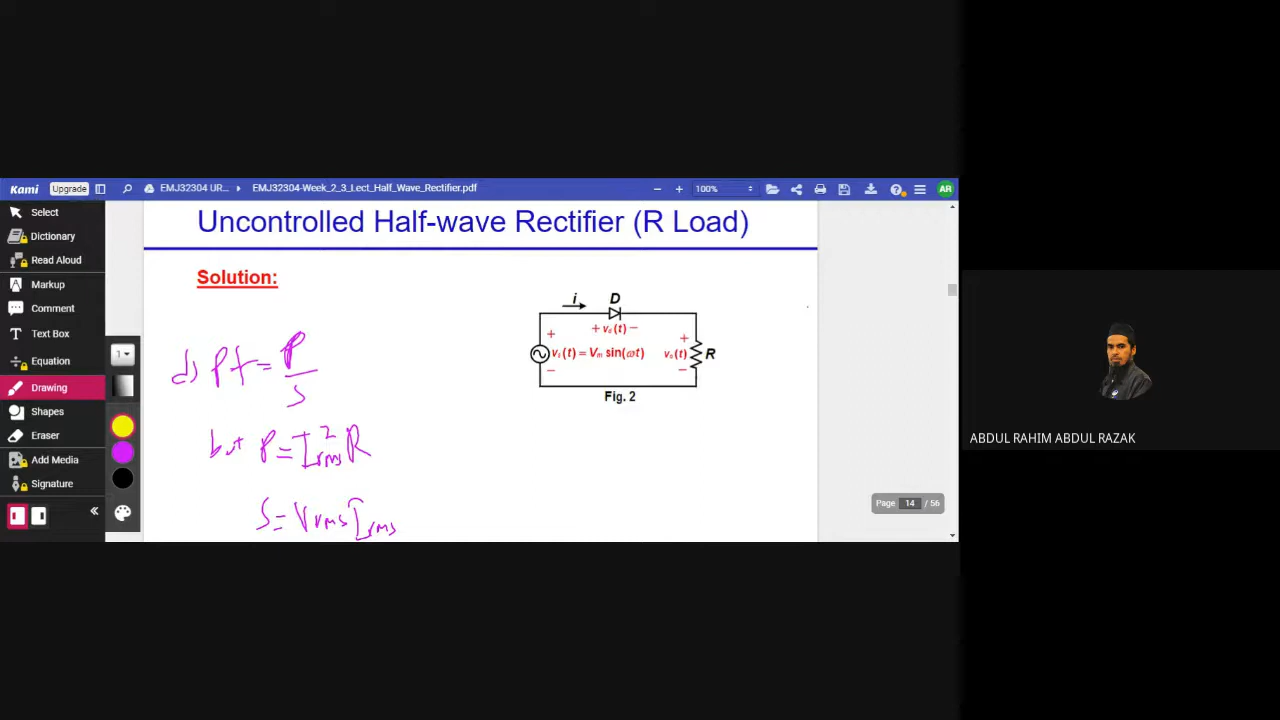 Kami Upgrade EMJ32304 UR... EMJ32304-Week_2_3_Lect_Half_Wave_Rectifier.pdf 100% AR
Select
Dictionary
Read Aloud
Markup
Comment
Text Box
Equation
Drawing
Shapes
Eraser
Add Media
Signature
1
Uncontrolled Half-wave Rectifier (R Load)
Solution:
d) Pf = P
S
but P = I²rms R
S = Vrms Irms
i D
+ vd(t) −
+ +
vs(t) = Vm sin(ωt) vo(t) R
− −
Fig. 2
Page 14 / 56
ABDUL RAHIM ABDUL RAZAK